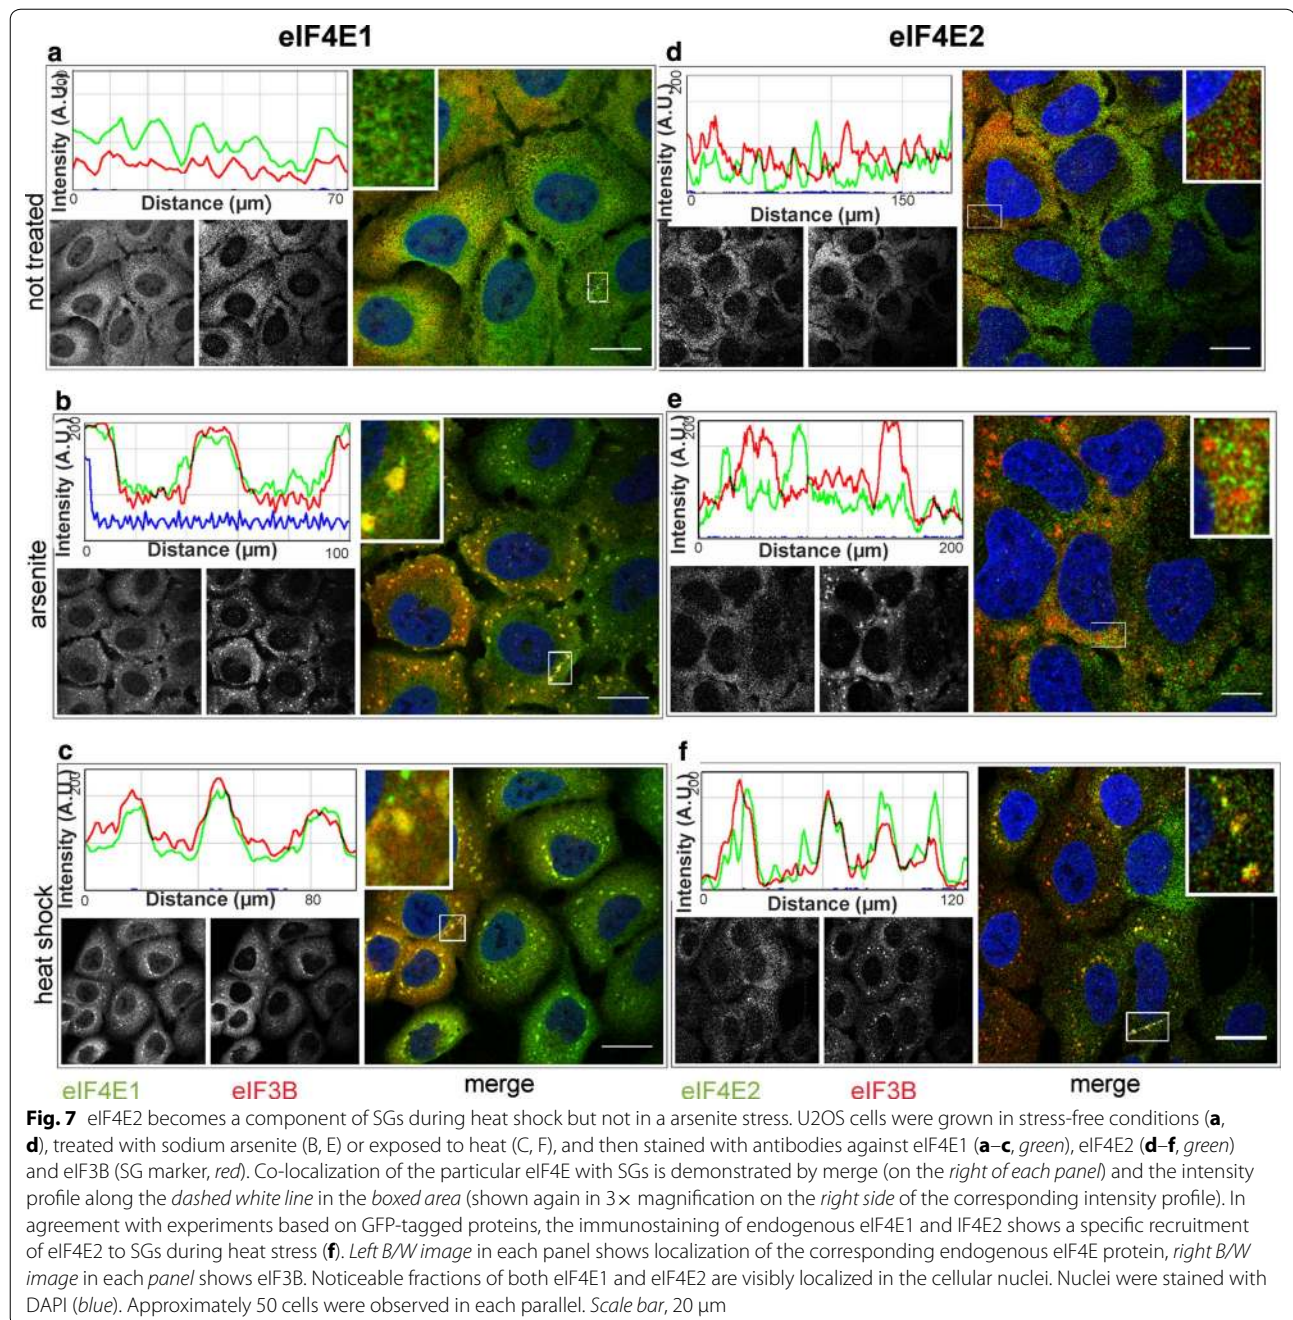 eIF4E1
eIF4E2
a
Intensity (A.U.)
200
0
Distance (µm)
70
d
Intensity (A.U.)
200
0
Distance (µm)
150
not treated
b
Intensity (A.U.)
200
0
Distance (µm)
100
e
Intensity (A.U.)
200
0
Distance (µm)
200
arsenite
c
Intensity (A.U.)
200
0
Distance (µm)
80
f
Intensity (A.U.)
200
0
Distance (µm)
120
heat shock
eIF4E1 eIF3B merge eIF4E2 eIF3B merge
Fig. 7 eIF4E2 becomes a component of SGs during heat shock but not in a arsenite stress. U2OS cells were grown in stress-free conditions (a,
d), treated with sodium arsenite (B, E) or exposed to heat (C, F), and then stained with antibodies against eIF4E1 (a–c, green), eIF4E2 (d–f, green)
and eIF3B (SG marker, red). Co-localization of the particular eIF4E with SGs is demonstrated by merge (on the right of each panel) and the intensity
profile along the dashed white line in the boxed area (shown again in 3× magnification on the right side of the corresponding intensity profile). In
agreement with experiments based on GFP-tagged proteins, the immunostaining of endogenous eIF4E1 and IF4E2 shows a specific recruitment
of eIF4E2 to SGs during heat stress (f). Left B/W image in each panel shows localization of the corresponding endogenous eIF4E protein, right B/W
image in each panel shows eIF3B. Noticeable fractions of both eIF4E1 and eIF4E2 are visibly localized in the cellular nuclei. Nuclei were stained with
DAPI (blue). Approximately 50 cells were observed in each parallel. Scale bar, 20 µm